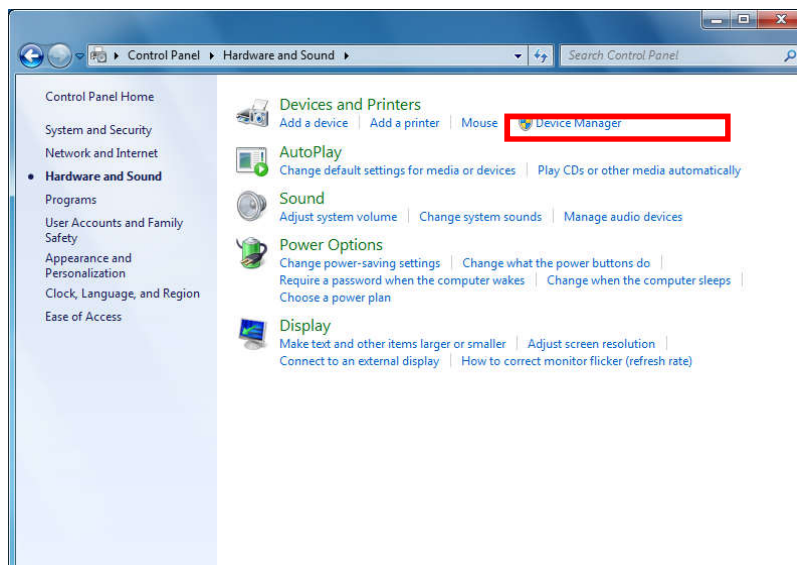 Control Panel Hardware and Sound Search Control Panel
Control Panel Home
System and Security
Network and Internet
Hardware and Sound
Programs
User Accounts and Family
Safety
Appearance and
Personalization
Clock, Language, and Region
Ease of Access
Devices and Printers
Add a device Add a printer Mouse Device Manager
AutoPlay
Change default settings for media or devices Play CDs or other media automatically
Sound
Adjust system volume Change system sounds Manage audio devices
Power Options
Change power-saving settings Change what the power buttons do
Require a password when the computer wakes Change when the computer sleeps
Choose a power plan
Display
Make text and other items larger or smaller Adjust screen resolution
Connect to an external display How to correct monitor flicker (refresh rate)